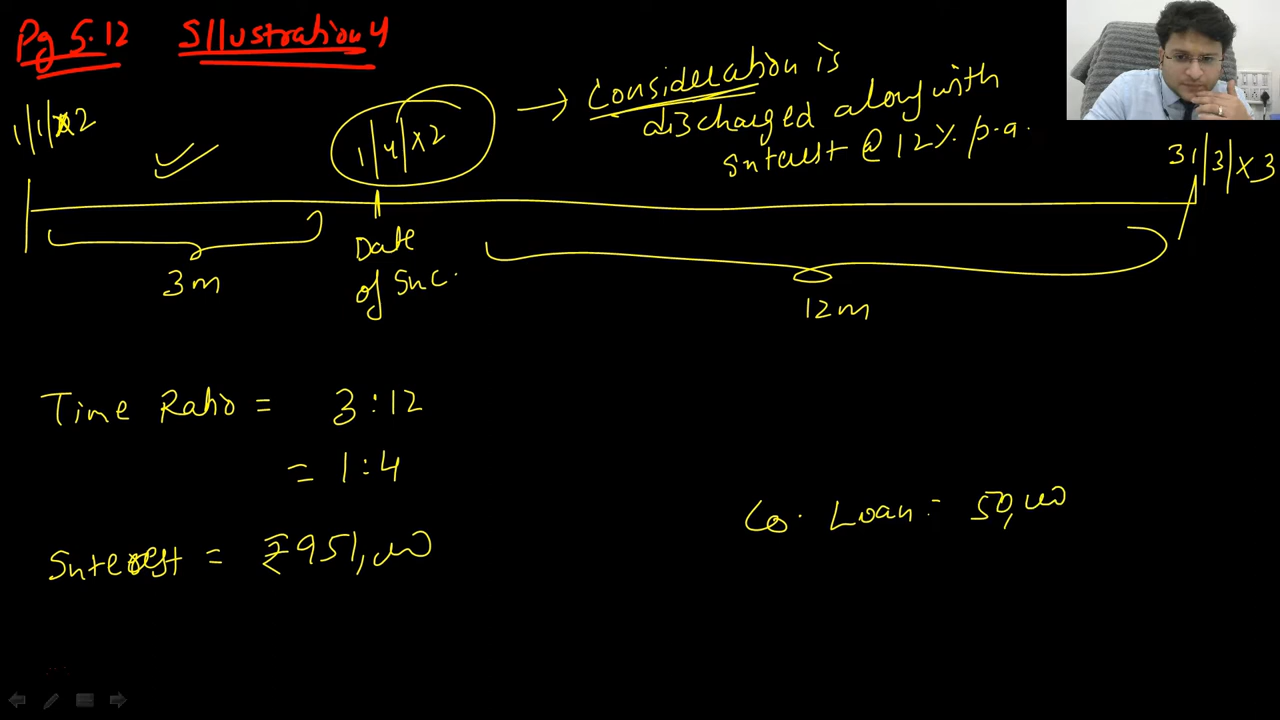 Pg 5.12 Illustration 4
1/1/x2
1/4/x2
→ Consideration is
discharged along with
interest @ 12% p.a.
31/3/x3
3m
Date
of Inc.
12m
Time Ratio = 3:12
= 1:4
Co. Loan = 50,000
Interest = ₹951,000